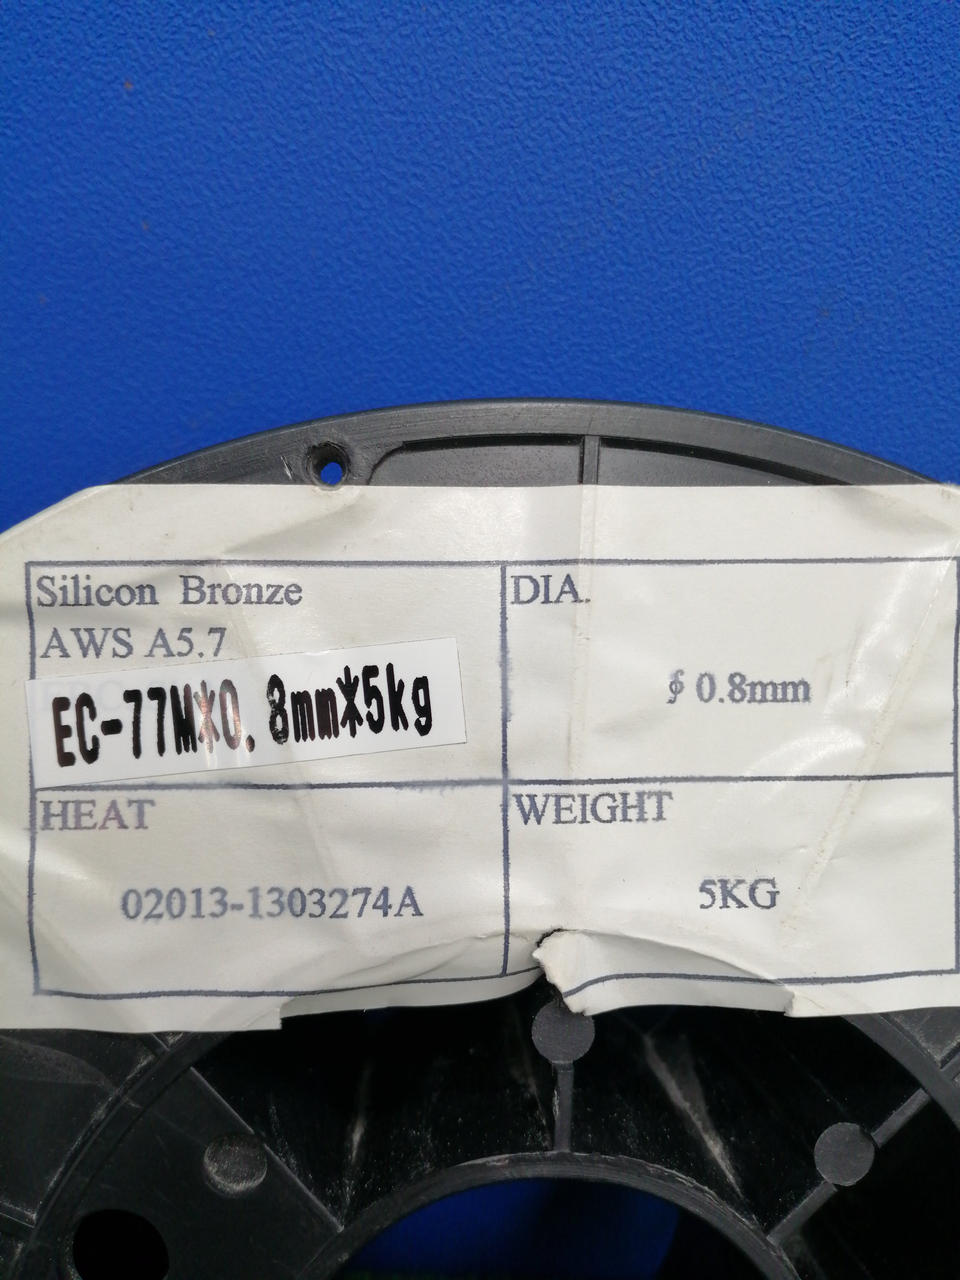 Silicon Bronze
AWS A5.7
EC-77M*0.8mm*5kg
DIA.
∮ 0.8mm
HEAT
02013-1303274A
WEIGHT
5KG